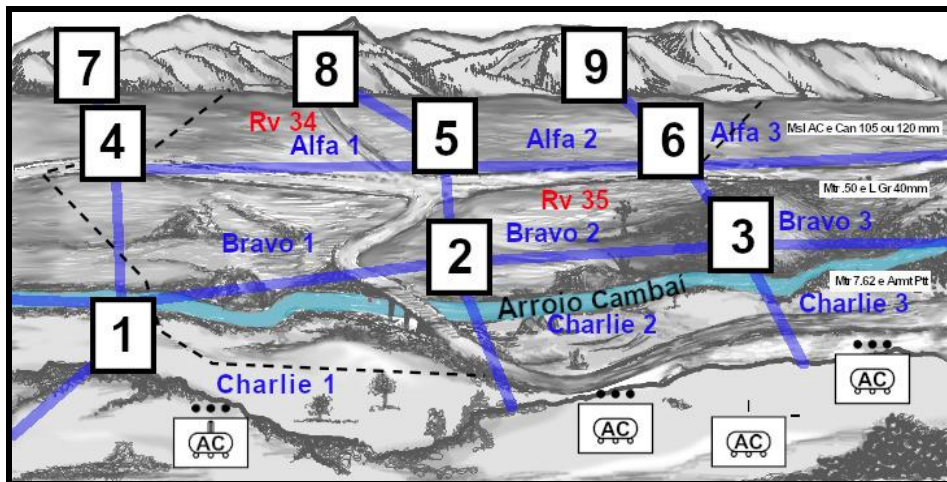 7
8
9
Rv 34
4
Alfa 1
5
Alfa 2
6
Alfa 3
Msl AC e Can 105 ou 120 mm
Rv 35
Mtr .50 e L Gr 40mm
Bravo 1
2
Bravo 2
3
Bravo 3
Mtr 7.62 e Armt Ptt
Arroio Cambaí
1
Charlie 2
Charlie 3
Charlie 1
AC
AC
AC
AC